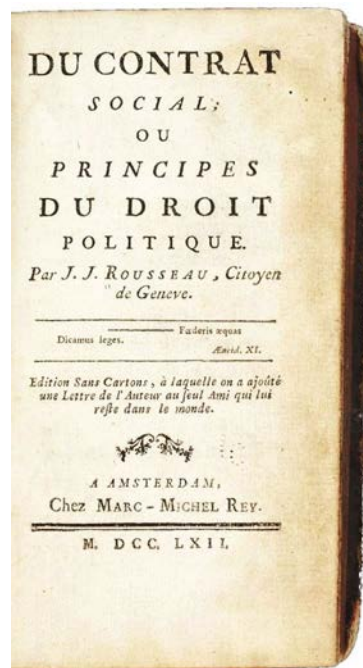 DU CONTRAT
SOCIAL;
OU
PRINCIPES
DU DROIT
POLITIQUE.
Par J. J. ROUSSEAU, Citoyen
de Geneve.
Fœderis æquas
Dicamus leges.
Æneid. XI.
Edition Sans Cartons, à laquelle on a ajoûté
une Lettre de l'Auteur au seul Ami qui lui
reste dans le monde.
A AMSTERDAM,
Chez MARC-MICHEL REY.
M. DCC. LXII.